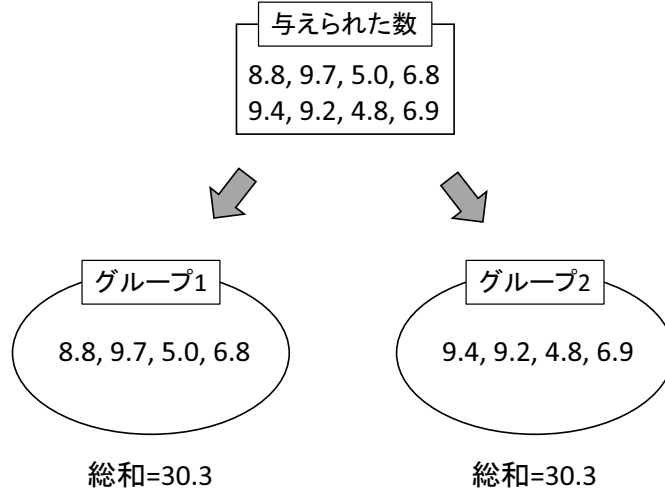 与えられた数
8.8, 9.7, 5.0, 6.8
9.4, 9.2, 4.8, 6.9
グループ1
8.8, 9.7, 5.0, 6.8
総和=30.3
グループ2
9.4, 9.2, 4.8, 6.9
総和=30.3